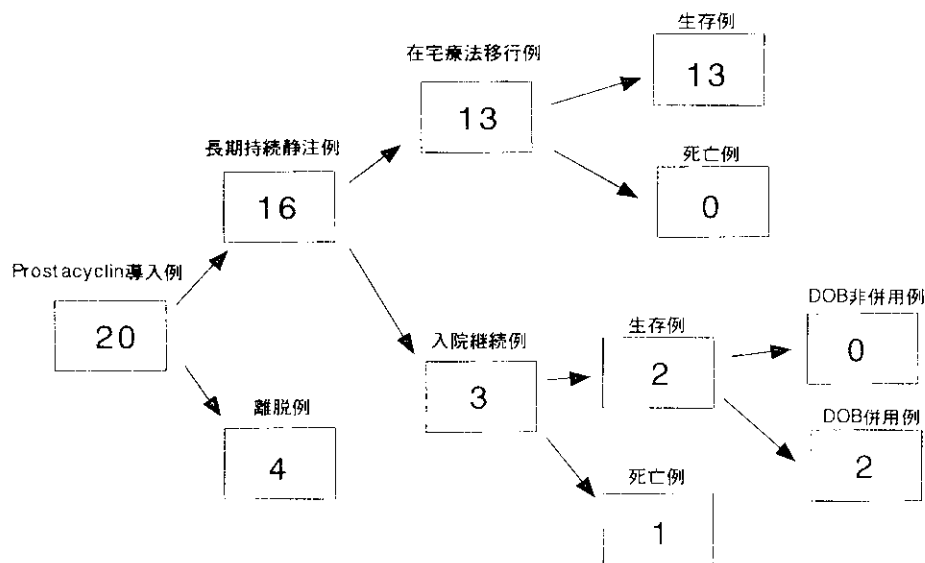 生存例
13
在宅療法移行例
13
死亡例
0
長期持続静注例
16
Prostacyclin導入例
20
離脱例
4
入院継続例
3
生存例
2
死亡例
1
DOB非併用例
0
DOB併用例
2